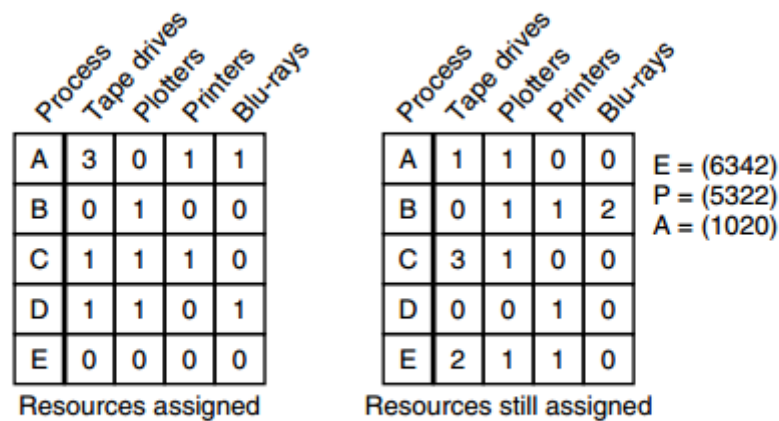 Process Tape drives Plotters Printers Blu-rays
A 3 0 1 1
B 0 1 0 0
C 1 1 1 0
D 1 1 0 1
E 0 0 0 0
Resources assigned
Process Tape drives Plotters Printers Blu-rays
A 1 1 0 0
B 0 1 1 2
C 3 1 0 0
D 0 0 1 0
E 2 1 1 0
Resources still assigned
E = (6342)
P = (5322)
A = (1020)